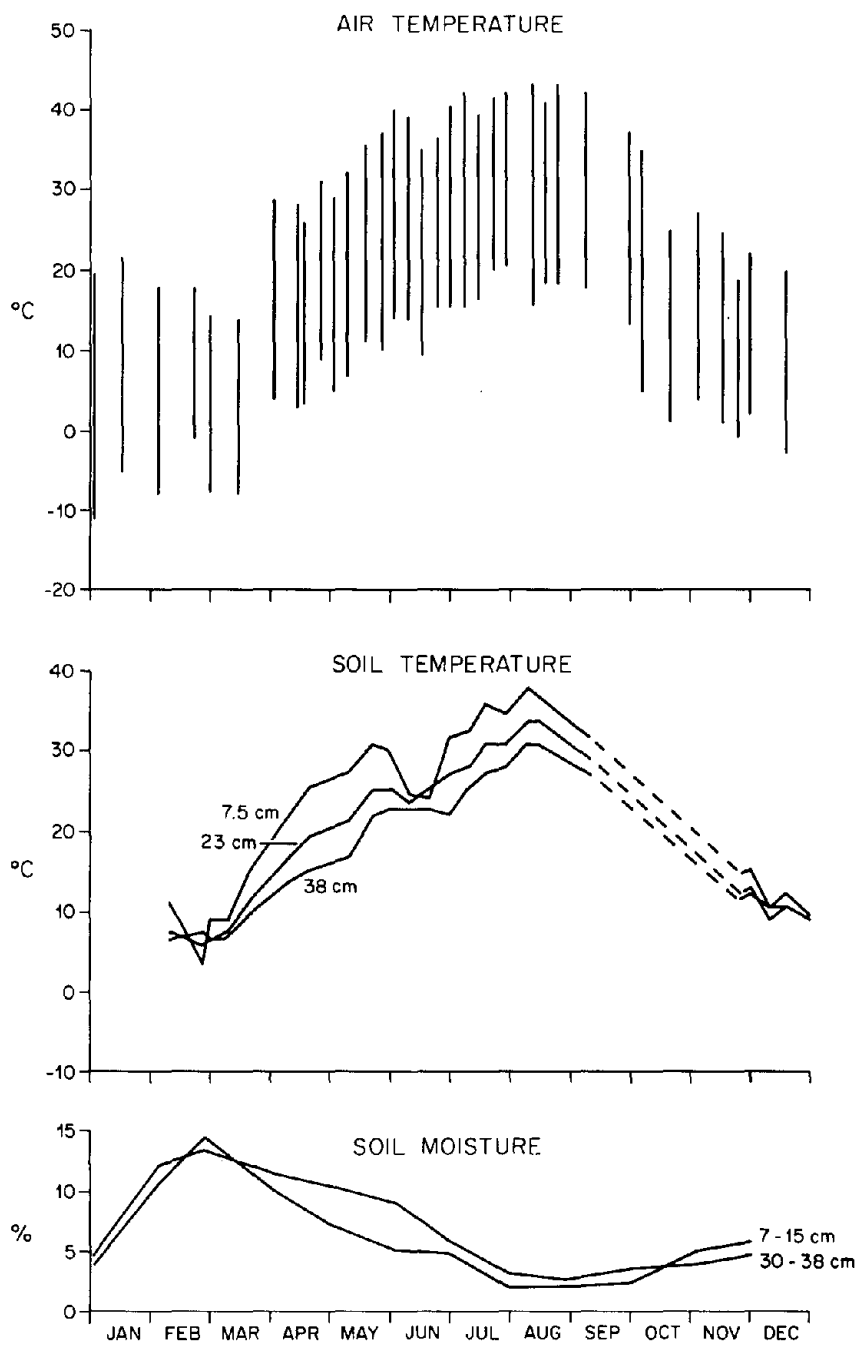 AIR TEMPERATURE
50
40
30
20
°C
10
0
-10
-20
SOIL TEMPERATURE
40
30
20
°C
10
0
-10
7.5 cm
23 cm
38 cm
SOIL MOISTURE
15
10
%
5
0
7 - 15 cm
30 - 38 cm
JAN FEB MAR APR MAY JUN JUL AUG SEP OCT NOV DEC